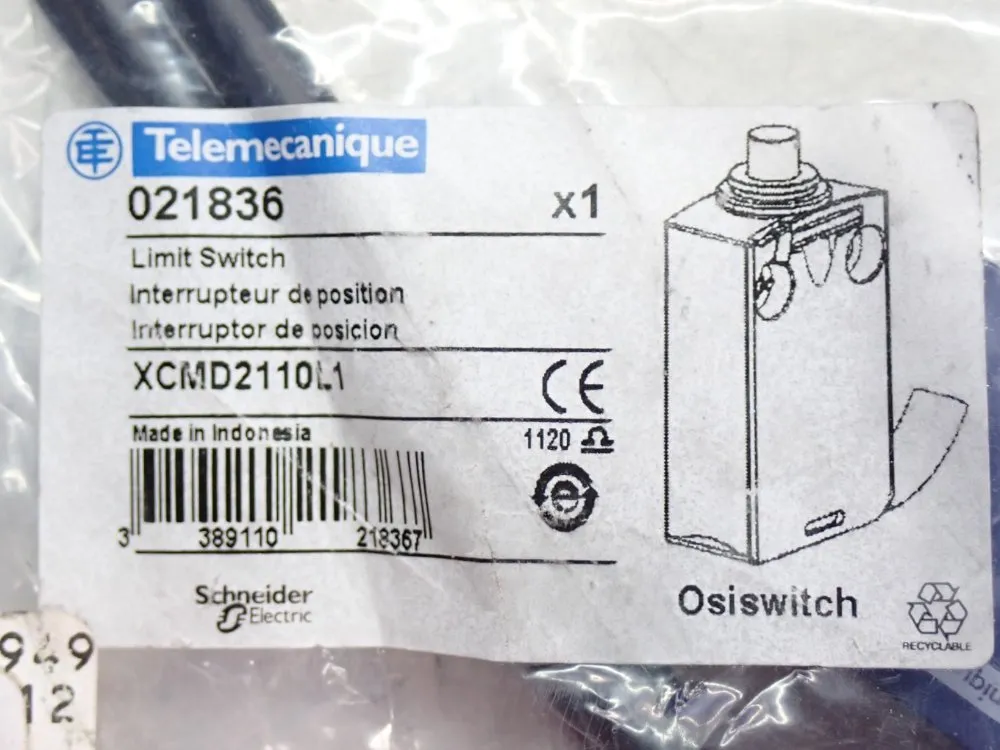 Telemecanique
021836 x1
Limit Switch
Interrupteur de position
Interruptor de posicion
XCMD2110L1
CE
Made in Indonesia
1120
3 389110 218367
Schneider
Electric
Osiswitch
RECYCLABLE
949
12